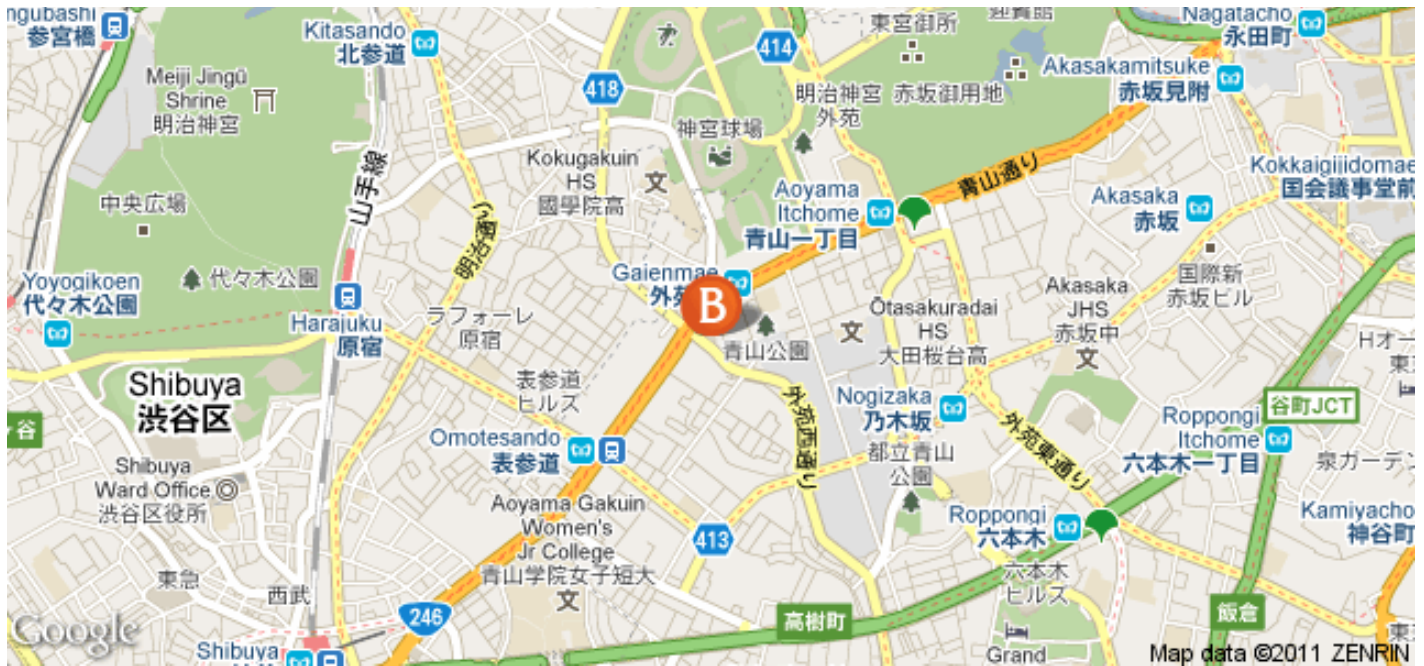 ngubashi
参宮橋
Kitasando
北参道
414
東宮御所
迎賓館
Nagatacho
永田町
Akasakamitsuke
赤坂見附
Meiji Jingū
Shrine
明治神宮
418
明治神宮
外苑
赤坂御用地
神宮球場
Kokugakuin
HS
國學院高
山手線
青山通り
Kokkaigijidomae
国会議事堂前
中央広場
Aoyama
Itchome
青山一丁目
Akasaka
赤坂
明治通り
Yoyogikoen
代々木公園
代々木公園
Gaienmae
外苑
B
国際新
赤坂ビル
Harajuku
原宿
ラフォーレ
原宿
Ōtasakuradai
HS
大田桜台高
Akasaka
JHS
赤坂中
青山公園
Hオー
Shibuya
渋谷区
表参道
ヒルズ
外苑西通り
Nogizaka
乃木坂
外苑東通り
谷町JCT
ヶ谷
Omotesando
表参道
都立青山
公園
Roppongi
Itchome
六本木一丁目
泉ガーデン
Shibuya
Ward Office
渋谷区役所
Aoyama Gakuin
Women's
Jr College
青山学院女子短大
413
Roppongi
六本木
Kamiyacho
神谷町
東急
西武
246
六本木
ヒルズ
高樹町
飯倉
Google
Shibuya
Grand
Map data ©2011 ZENRIN